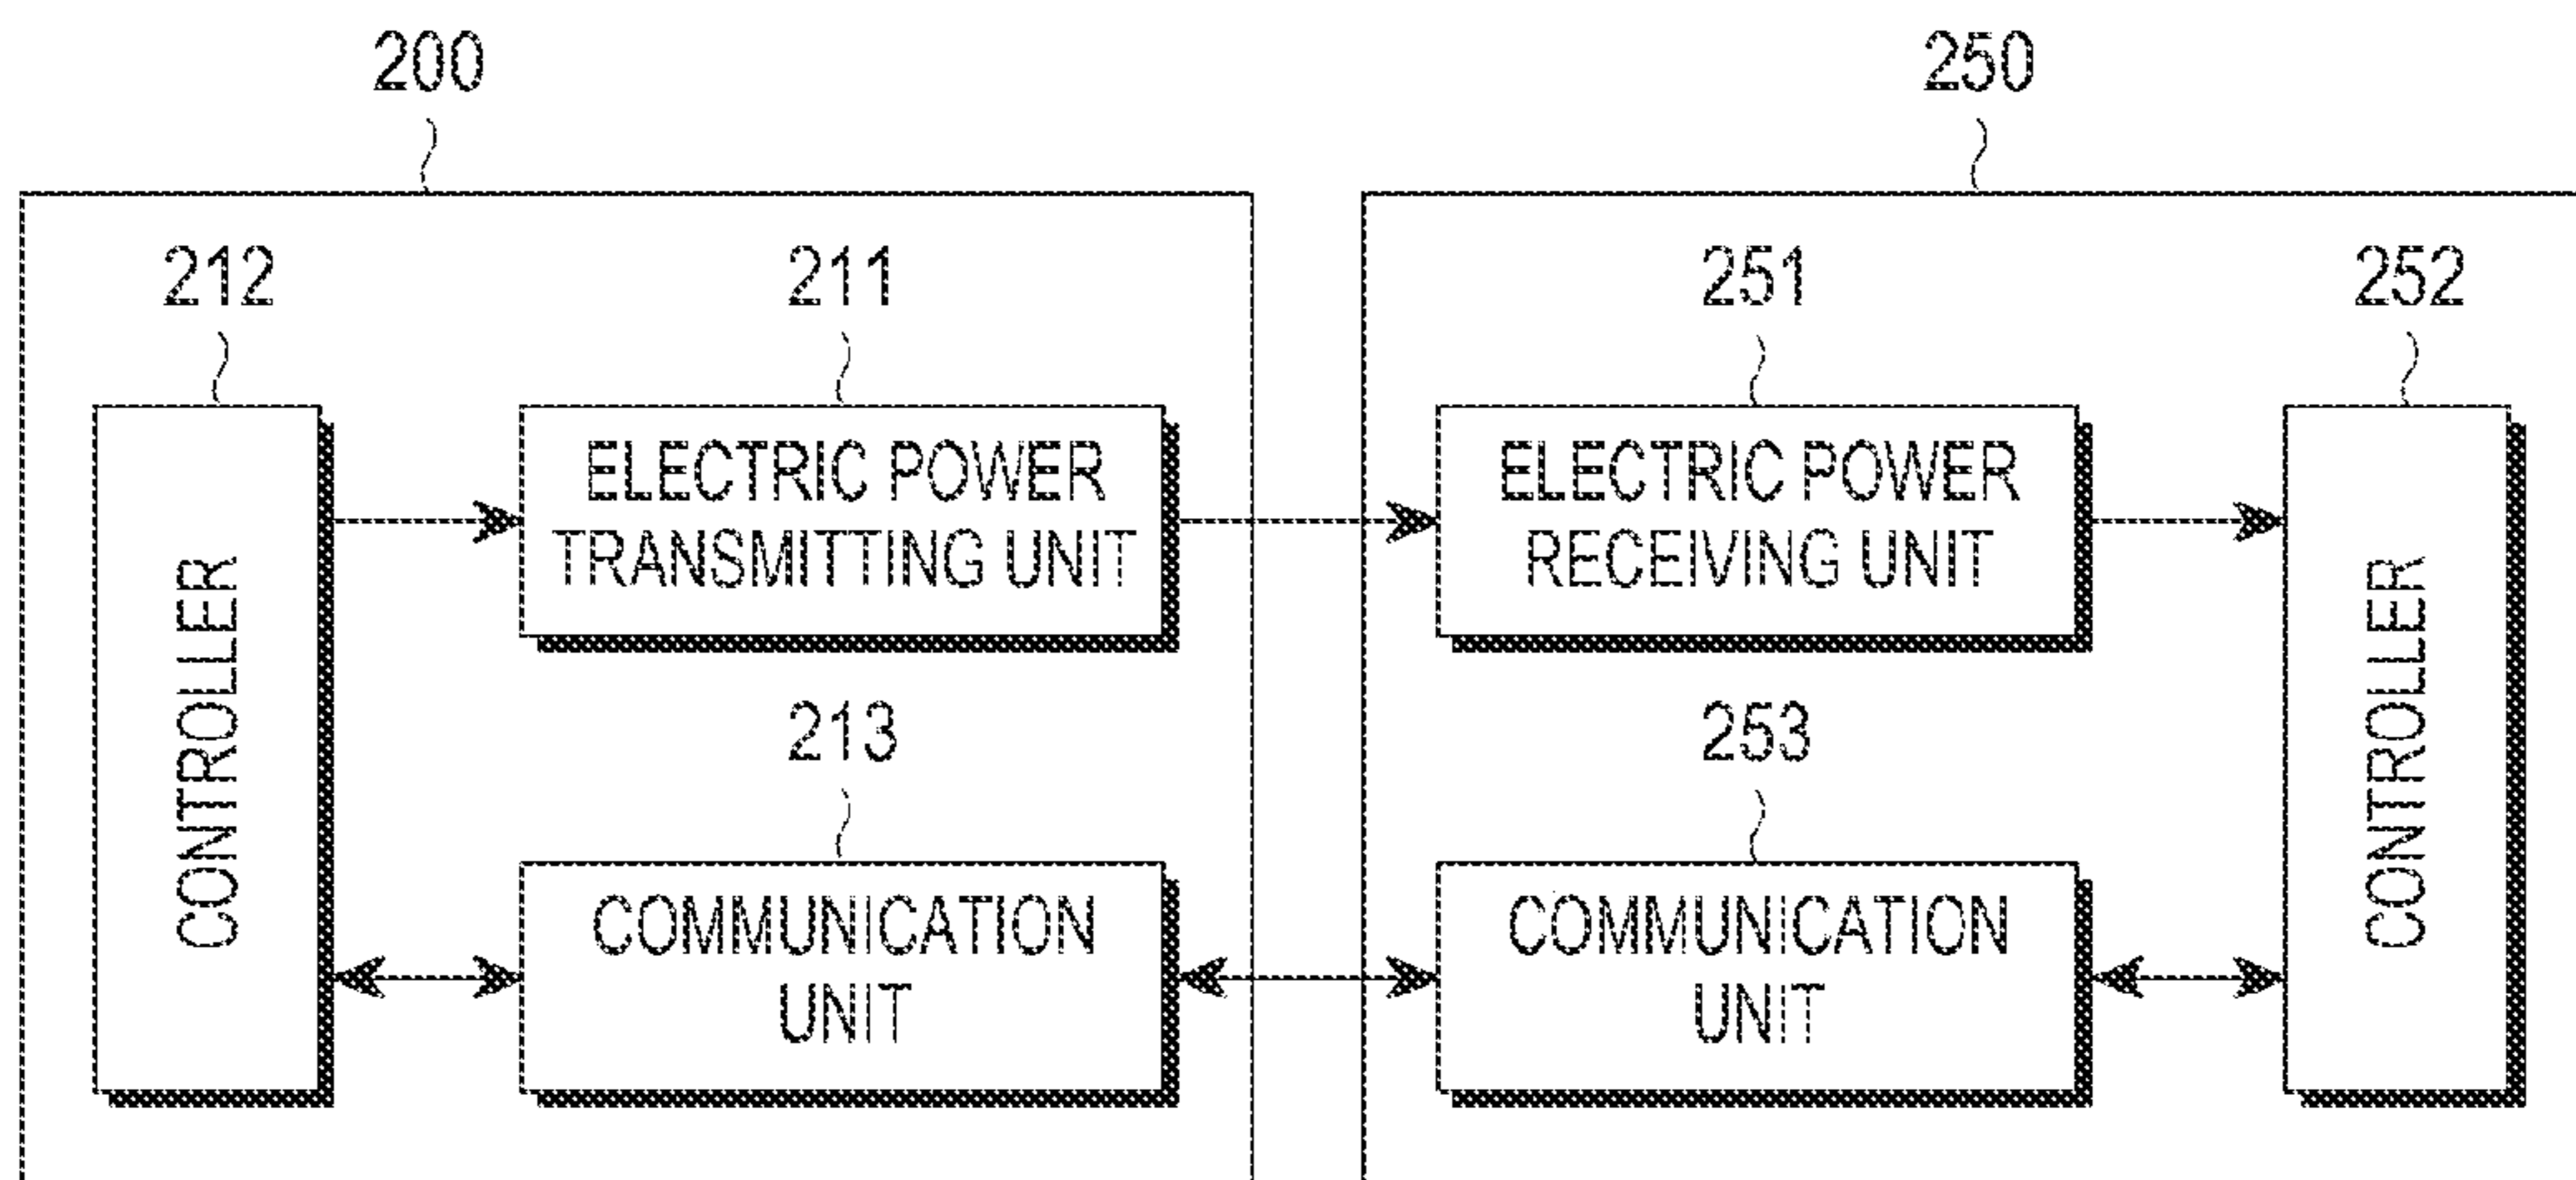 200
250
212
211
251
252
ELECTRIC POWER
TRANSMITTING UNIT
ELECTRIC POWER
RECEIVING UNIT
CONTROLLER
CONTROLLER
213
253
COMMUNICATION
UNIT
COMMUNICATION
UNIT